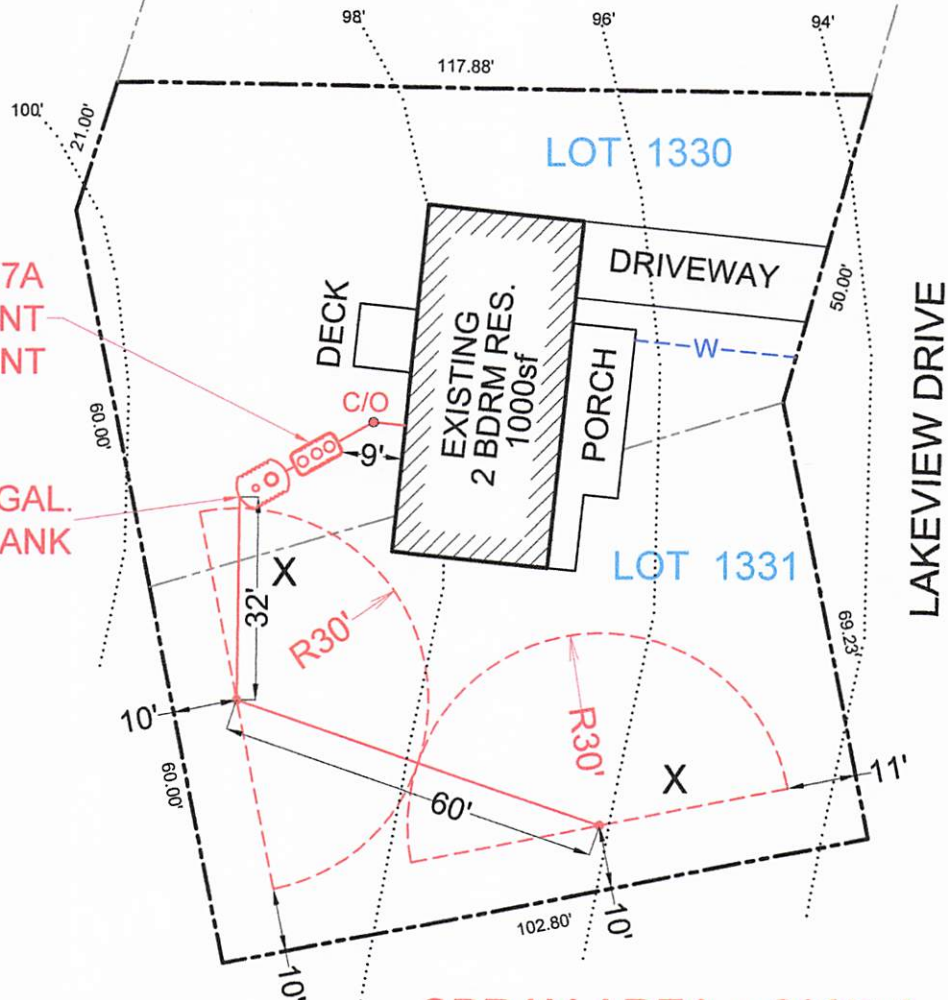 98'
96'
94'
117.88'
100'
21.00'
LOT 1330
7A
NT
NT
DECK
DRIVEWAY
50.00'
W
EXISTING
2 BDRM RES.
1000sf
PORCH
LAKEVIEW DRIVE
C/O
9'
60.00'
GAL.
ANK
X
32'
R30'
LOT 1331
69.23'
10'
R30'
X
11'
60.00'
60'
102.80'
10'
10'